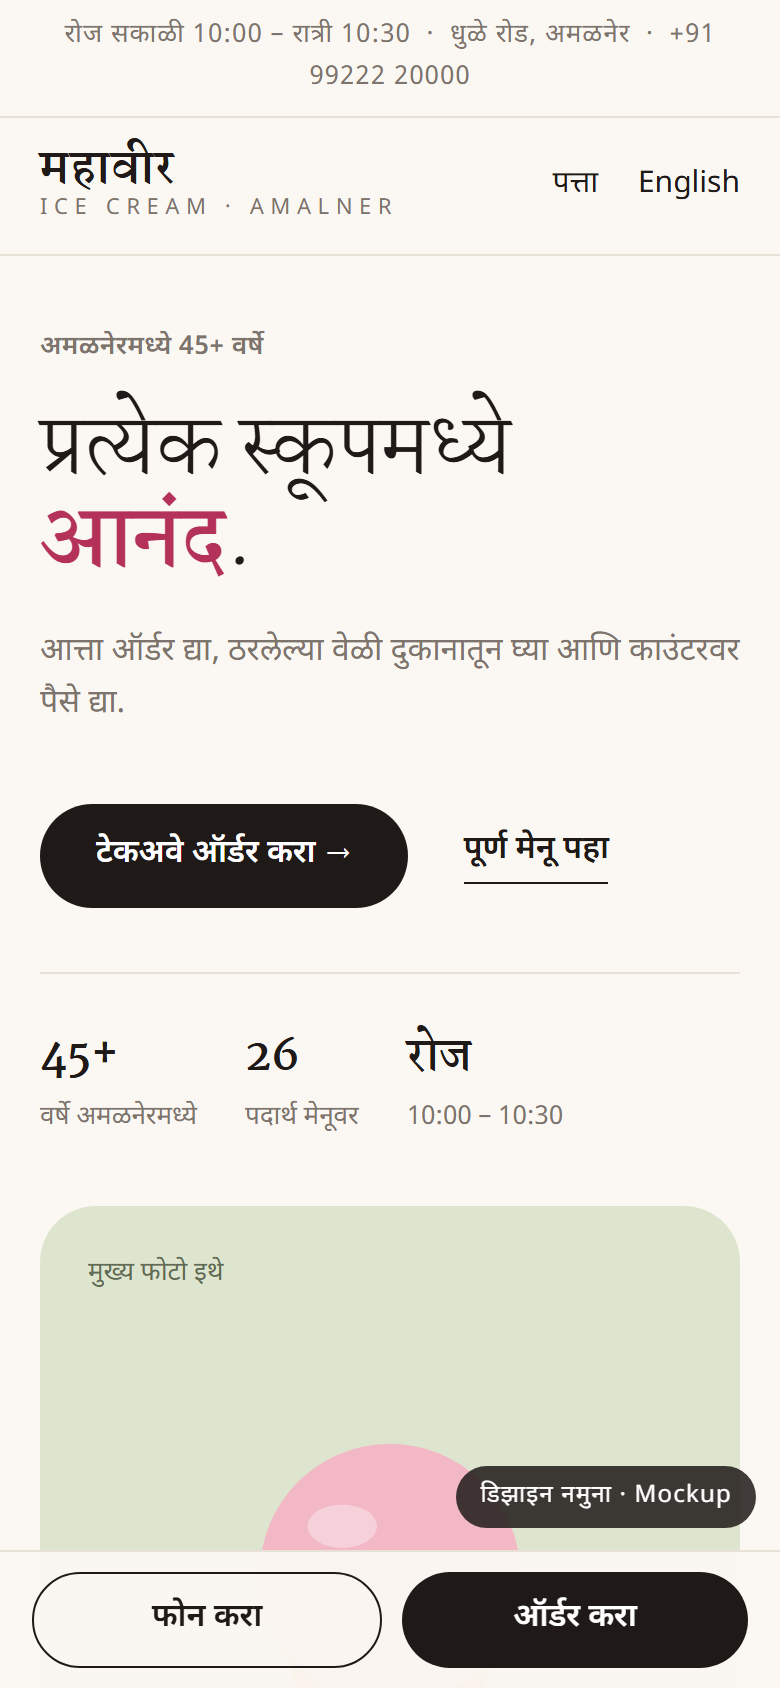 रोज सकाळी 10:00 – रात्री 10:30 · धुळे रोड, अमळनेर · +91
99222 20000
महावीर
ICE CREAM · AMALNER
पत्ता English
अमळनेरमध्ये 45+ वर्षे
प्रत्येक स्कूपमध्ये
आनंद.
आत्ता ऑर्डर द्या, ठरलेल्या वेळी दुकानातून घ्या आणि काउंटरवर
पैसे द्या.
टेकअवे ऑर्डर करा → पूर्ण मेनू पहा
45+ 26 रोज
वर्षे अमळनेरमध्ये पदार्थ मेनूवर 10:00 – 10:30
मुख्य फोटो इथे
डिझाइन नमुना · Mockup
फोन करा ऑर्डर करा